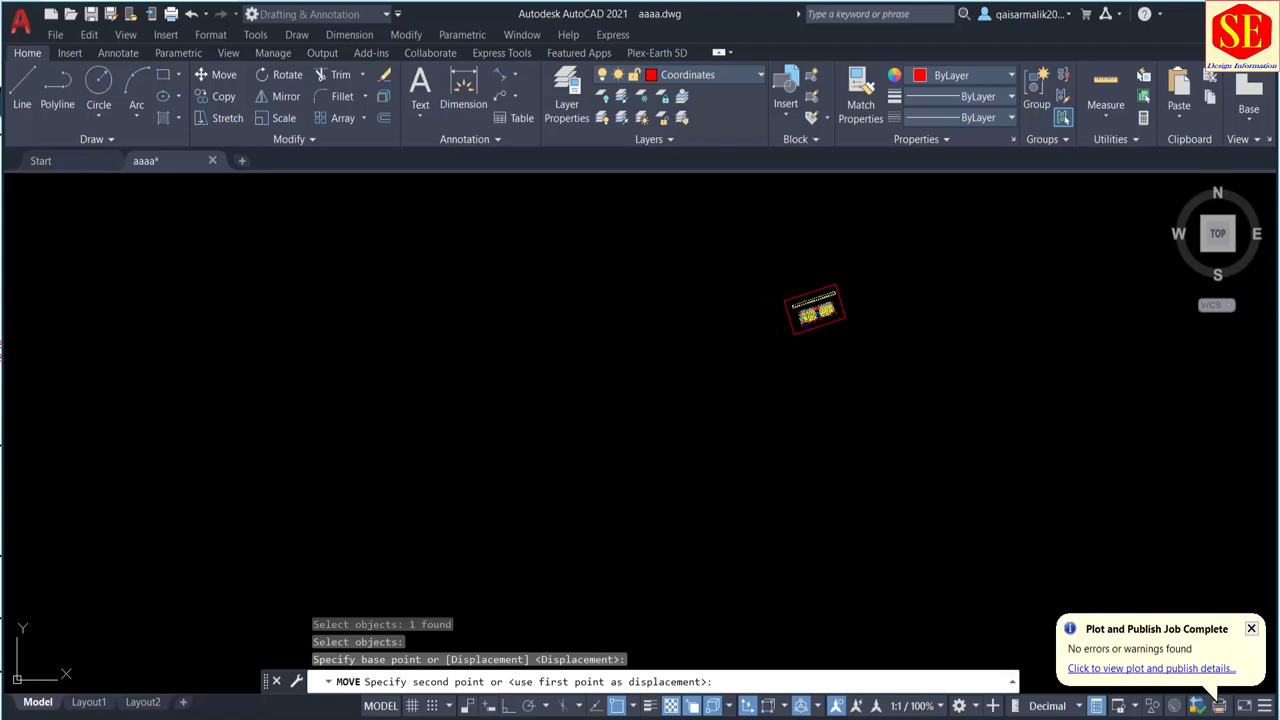 Autodesk AutoCAD 2021 aaaa.dwg
Drafting & Annotation
Type a keyword or phrase
qaisarmalik20...
SE
Design Information
File Edit View Insert Format Tools Draw Dimension Modify Parametric Window Help Express
Home Insert Annotate Parametric View Manage Output Add-ins Collaborate Express Tools Featured Apps Plex-Earth 5D
Line Polyline Circle Arc
Move Rotate Trim
Copy Mirror Fillet
Stretch Scale Array
Text Dimension Table
Layer Properties
Coordinates
Insert
Match Properties
ByLayer
ByLayer
ByLayer
Group
Measure
Paste
Base
Draw Modify Annotation Layers Block Properties Groups Utilities Clipboard View
Start aaaa*
N
W TOP E
S
WCS
Y
X
Select objects: 1 found
Select objects:
Specify base point or [Displacement] <Displacement>:
MOVE Specify second point or <use first point as displacement>:
Plot and Publish Job Complete
No errors or warnings found
Click to view plot and publish details...
Model Layout1 Layout2
MODEL 1:1 / 100% Decimal